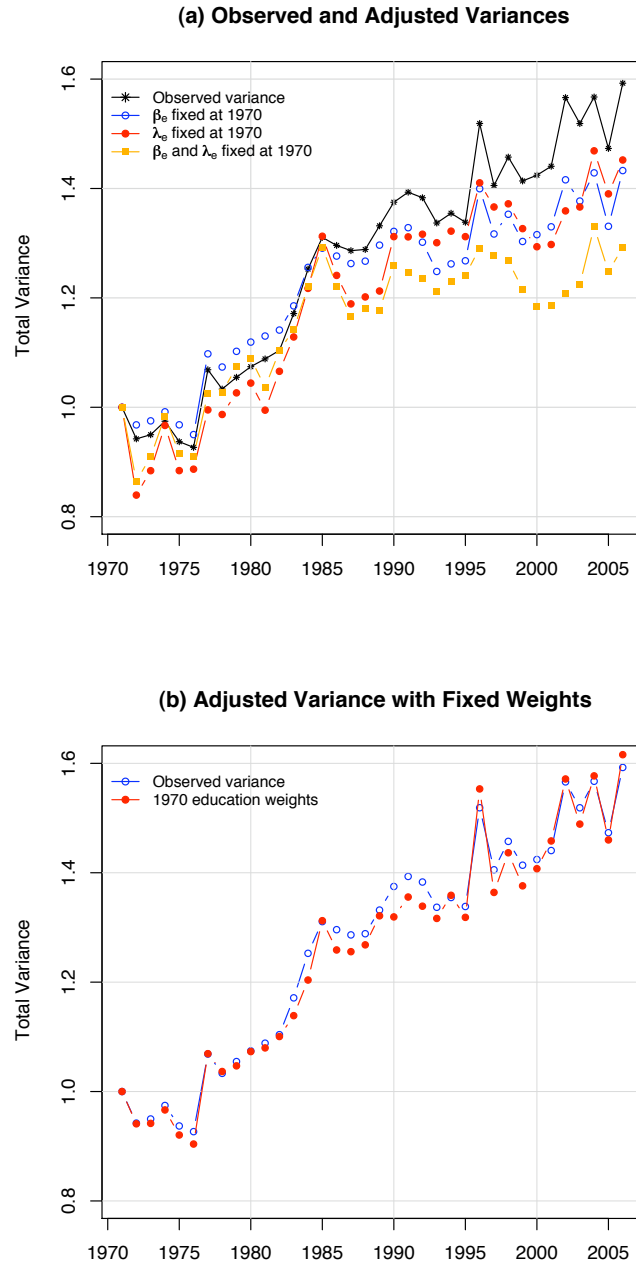 (a) Observed and Adjusted Variances
Total Variance
1.6
1.4
1.2
1.0
0.8
Observed variance
βe fixed at 1970
λe fixed at 1970
βe and λe fixed at 1970
1970 1975 1980 1985 1990 1995 2000 2005
(b) Adjusted Variance with Fixed Weights
Total Variance
1.6
1.4
1.2
1.0
0.8
Observed variance
1970 education weights
1970 1975 1980 1985 1990 1995 2000 2005